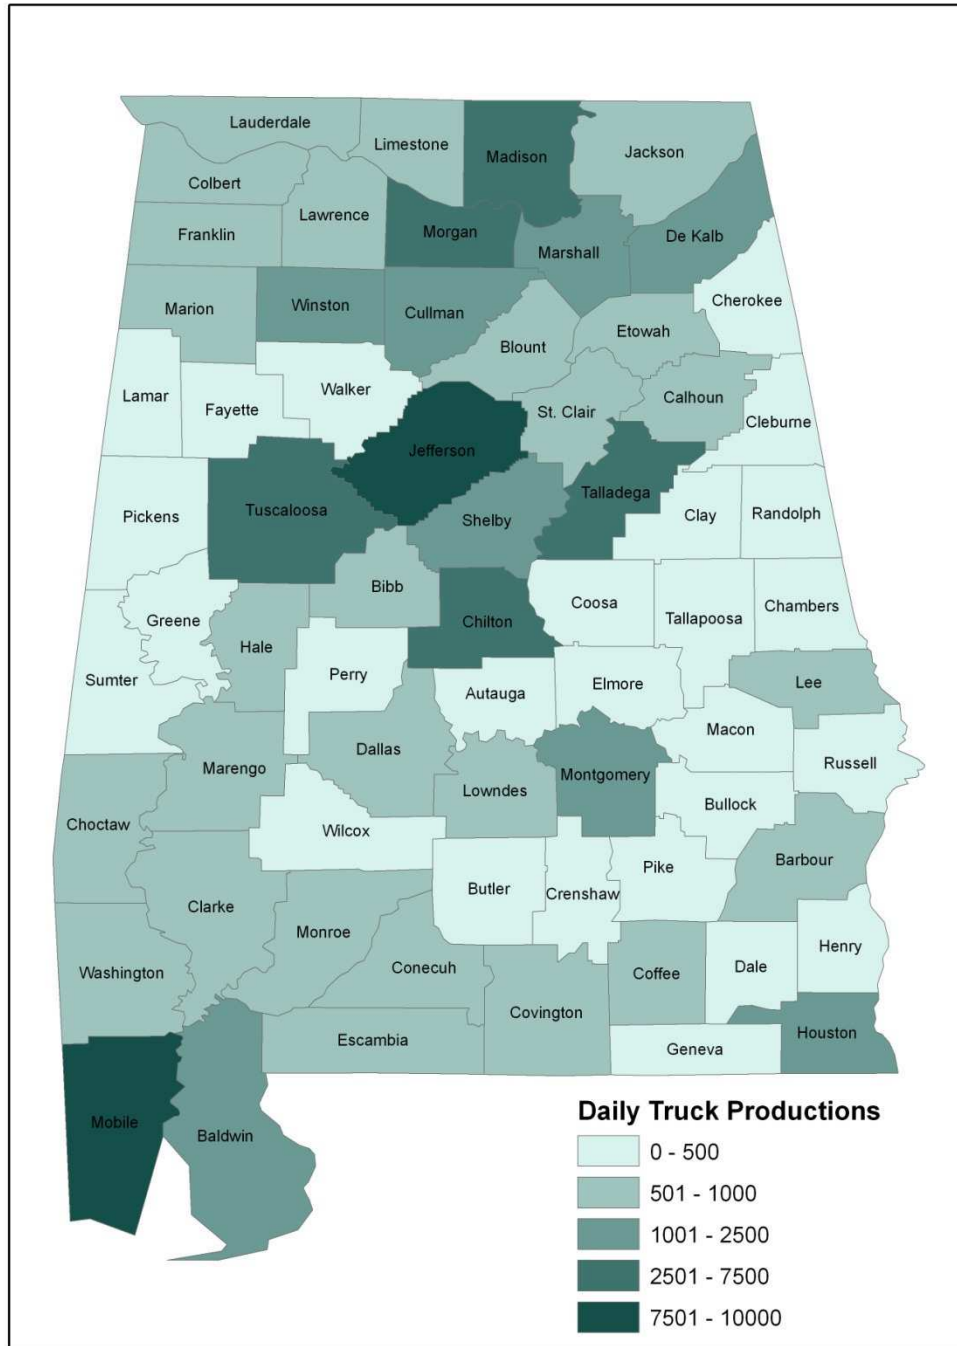 Lauderdale
Limestone
Madison
Jackson
Colbert
Lawrence
Franklin
Morgan
Marshall
De Kalb
Cherokee
Marion
Winston
Cullman
Etowah
Blount
Lamar
Fayette
Walker
St. Clair
Calhoun
Cleburne
Jefferson
Talladega
Tuscaloosa
Pickens
Shelby
Clay
Randolph
Bibb
Coosa
Tallapoosa
Chambers
Greene
Chilton
Hale
Sumter
Perry
Autauga
Elmore
Lee
Macon
Marengo
Dallas
Montgomery
Russell
Lowndes
Bullock
Choctaw
Wilcox
Barbour
Butler
Crenshaw
Pike
Clarke
Monroe
Henry
Washington
Conecuh
Coffee
Dale
Covington
Escambia
Geneva
Houston
Mobile
Baldwin
Daily Truck Productions
0 - 500
501 - 1000
1001 - 2500
2501 - 7500
7501 - 10000